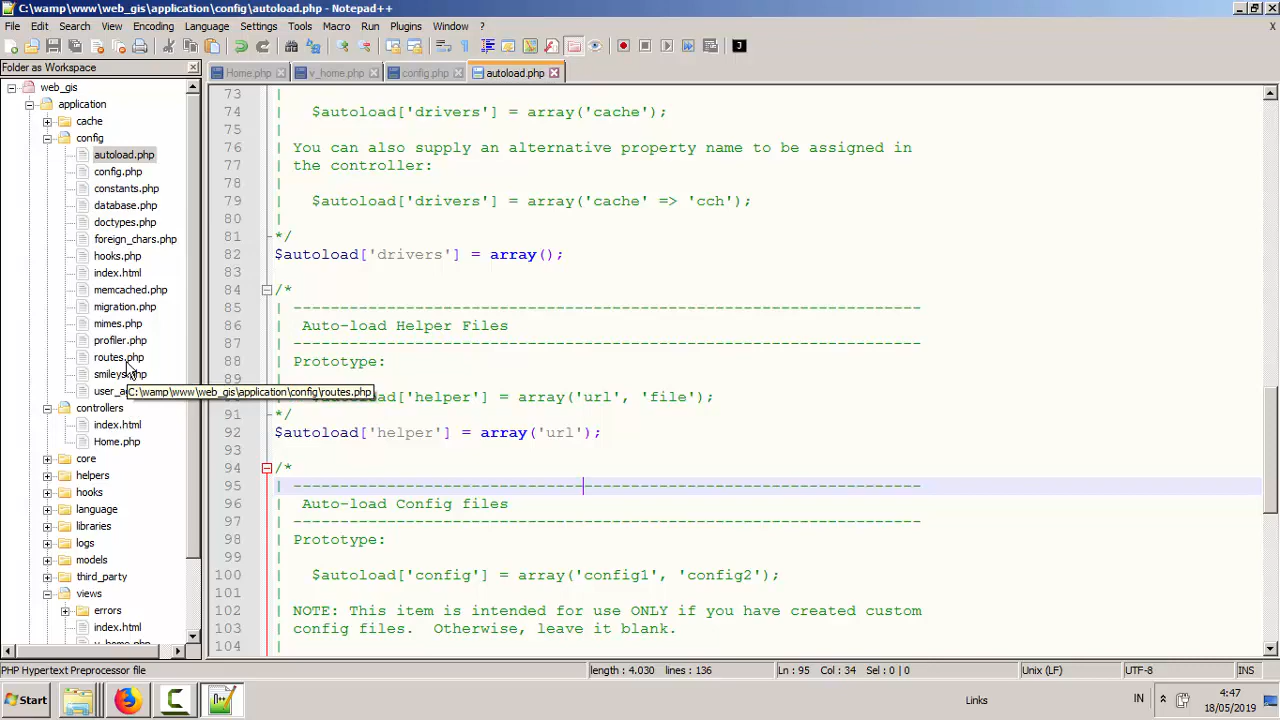 C:\wamp\www\web_gis\application\config\autoload.php - Notepad++
File Edit Search View Encoding Language Settings Tools Macro Run Plugins Window ? X
Folder as Workspace
Home.php v_home.php config.php autoload.php
web_gis
application
cache
config
autoload.php
config.php
constants.php
database.php
doctypes.php
foreign_chars.php
hooks.php
index.html
memcached.php
migration.php
mimes.php
profiler.php
routes.php
smileys.php
C:\wamp\www\web_gis\application\config\routes.php
controllers
index.html
Home.php
core
helpers
hooks
language
libraries
logs
models
third_party
views
errors
index.html
v_home.php
73 |
74 | $autoload['drivers'] = array('cache');
75 |
76 | You can also supply an alternative property name to be assigned in
77 | the controller:
78 |
79 | $autoload['drivers'] = array('cache' => 'cch');
80 |
81 */
82 $autoload['drivers'] = array();
83
84 /*
85 | -------------------------------------------------------------------
86 | Auto-load Helper Files
87 | -------------------------------------------------------------------
88 | Prototype:
89
$autoload['helper'] = array('url', 'file');
91 */
92 $autoload['helper'] = array('url');
93
94 /*
95 | -------------------------------------------------------------------
96 | Auto-load Config files
97 | -------------------------------------------------------------------
98 | Prototype:
99 |
100 | $autoload['config'] = array('config1', 'config2');
101 |
102 | NOTE: This item is intended for use ONLY if you have created custom
103 | config files.  Otherwise, leave it blank.
104 |
PHP Hypertext Preprocessor file length : 4.030 lines : 136 Ln : 95 Col : 34 Sel : 0 | 0 Unix (LF) UTF-8 INS
Start Links IN 4:47
18/05/2019